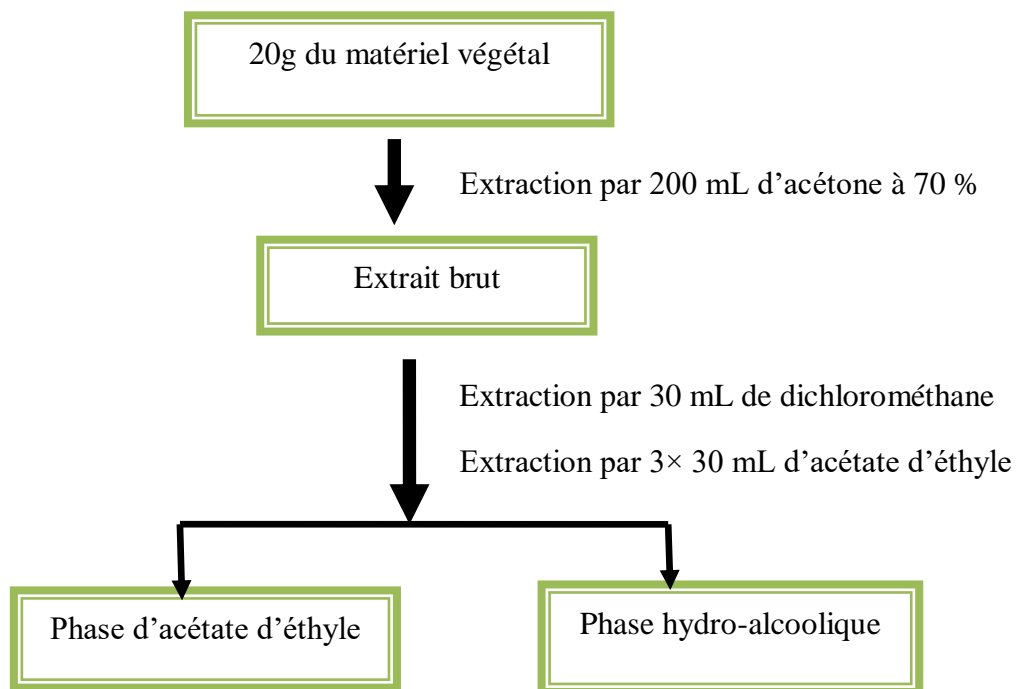 20g du matériel végétal
Extraction par 200 mL d’acétone à 70 %
Extrait brut
Extraction par 30 mL de dichlorométhane
Extraction par 3× 30 mL d’acétate d’éthyle
Phase d’acétate d’éthyle
Phase hydro-alcoolique